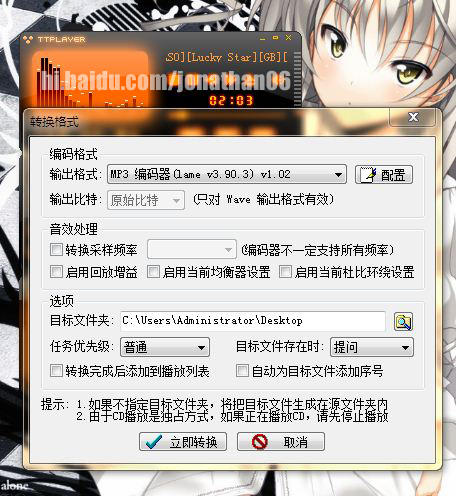 TTPLAYER
SO][Lucky Star][GB][
hi.baidu.com/jonathan06
02:03
转换格式
编码格式
输出格式: MP3 编码器(lame v3.90.3) v1.02 配置
输出比特: 原始比特 (只对 Wave 输出格式有效)
音效处理
转换采样频率 (编码器不一定支持所有频率)
启用回放增益 启用当前均衡器设置 启用当前杜比环绕设置
选项
目标文件夹: C:\Users\Administrator\Desktop
任务优先级: 普通 目标文件存在时: 提问
转换完成后添加到播放列表 自动为目标文件添加序号
提示: 1.如果不指定目标文件夹，将把目标文件生成在源文件夹内
2.由于CD播放是独占方式，如果正在播放CD，请先停止播放
立即转换 取消
alone